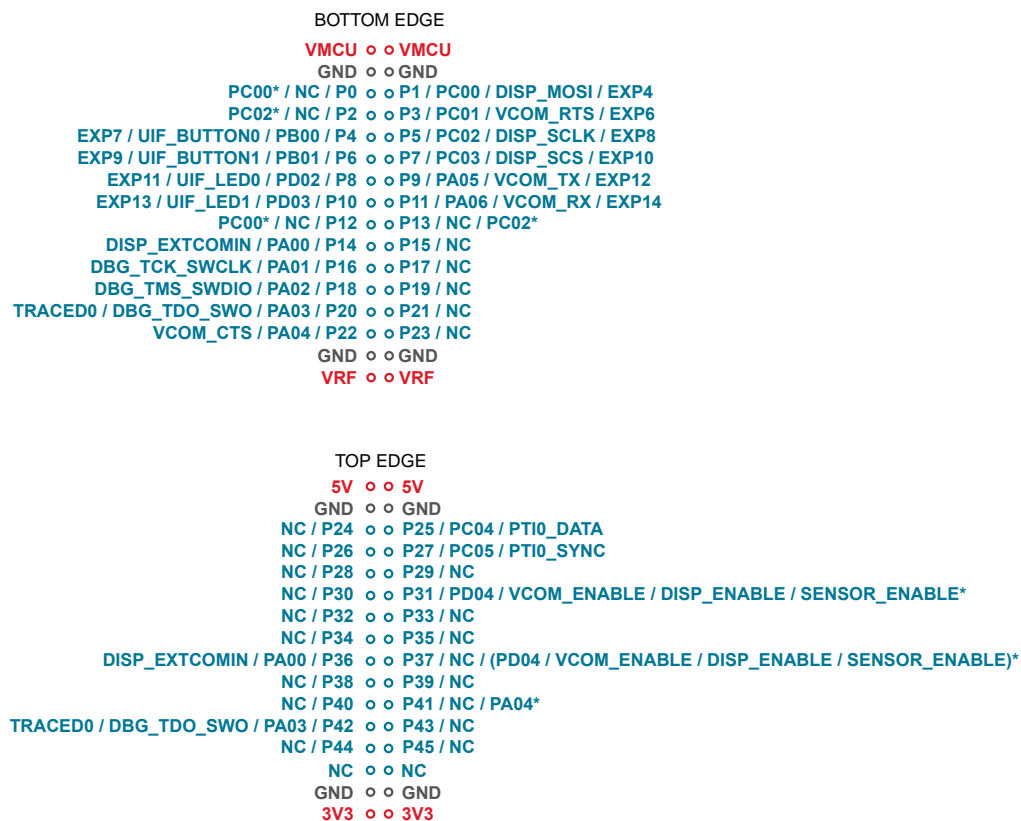 BOTTOM EDGE
VMCU VMCU
GND GND
PC00* / NC / P0 P1 / PC00 / DISP_MOSI / EXP4
PC02* / NC / P2 P3 / PC01 / VCOM_RTS / EXP6
EXP7 / UIF_BUTTON0 / PB00 / P4 P5 / PC02 / DISP_SCLK / EXP8
EXP9 / UIF_BUTTON1 / PB01 / P6 P7 / PC03 / DISP_SCS / EXP10
EXP11 / UIF_LED0 / PD02 / P8 P9 / PA05 / VCOM_TX / EXP12
EXP13 / UIF_LED1 / PD03 / P10 P11 / PA06 / VCOM_RX / EXP14
PC00* / NC / P12 P13 / NC / PC02*
DISP_EXTCOMIN / PA00 / P14 P15 / NC
DBG_TCK_SWCLK / PA01 / P16 P17 / NC
DBG_TMS_SWDIO / PA02 / P18 P19 / NC
TRACED0 / DBG_TDO_SWO / PA03 / P20 P21 / NC
VCOM_CTS / PA04 / P22 P23 / NC
GND GND
VRF VRF
TOP EDGE
5V 5V
GND GND
NC / P24 P25 / PC04 / PTI0_DATA
NC / P26 P27 / PC05 / PTI0_SYNC
NC / P28 P29 / NC
NC / P30 P31 / PD04 / VCOM_ENABLE / DISP_ENABLE / SENSOR_ENABLE*
NC / P32 P33 / NC
NC / P34 P35 / NC
DISP_EXTCOMIN / PA00 / P36 P37 / NC / (PD04 / VCOM_ENABLE / DISP_ENABLE / SENSOR_ENABLE)*
NC / P38 P39 / NC
NC / P40 P41 / NC / PA04*
TRACED0 / DBG_TDO_SWO / PA03 / P42 P43 / NC
NC / P44 P45 / NC
NC NC
GND GND
3V3 3V3